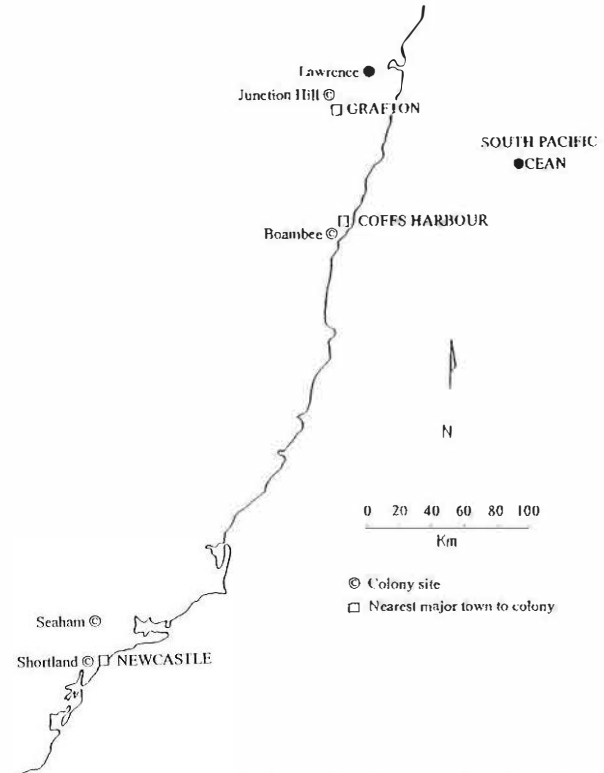 Lawrence ●
Junction Hill ©
GRAFTON
SOUTH PACIFIC
●CEAN
COFFS HARBOUR
Boambee ©
N
0 20 40 60 80 100
Km
© Colony site
□ Nearest major town to colony
Seaham ©
Shortland © □ NEWCASTLE